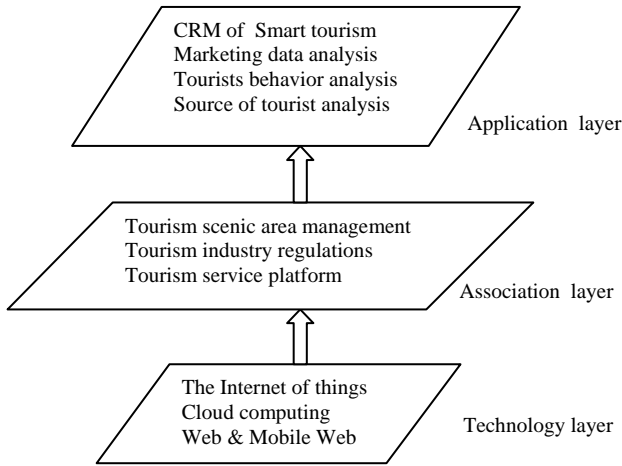 CRM of Smart tourism
Marketing data analysis
Tourists behavior analysis
Source of tourist analysis
Application layer
Tourism scenic area management
Tourism industry regulations
Tourism service platform
Association layer
The Internet of things
Cloud computing
Web & Mobile Web
Technology layer